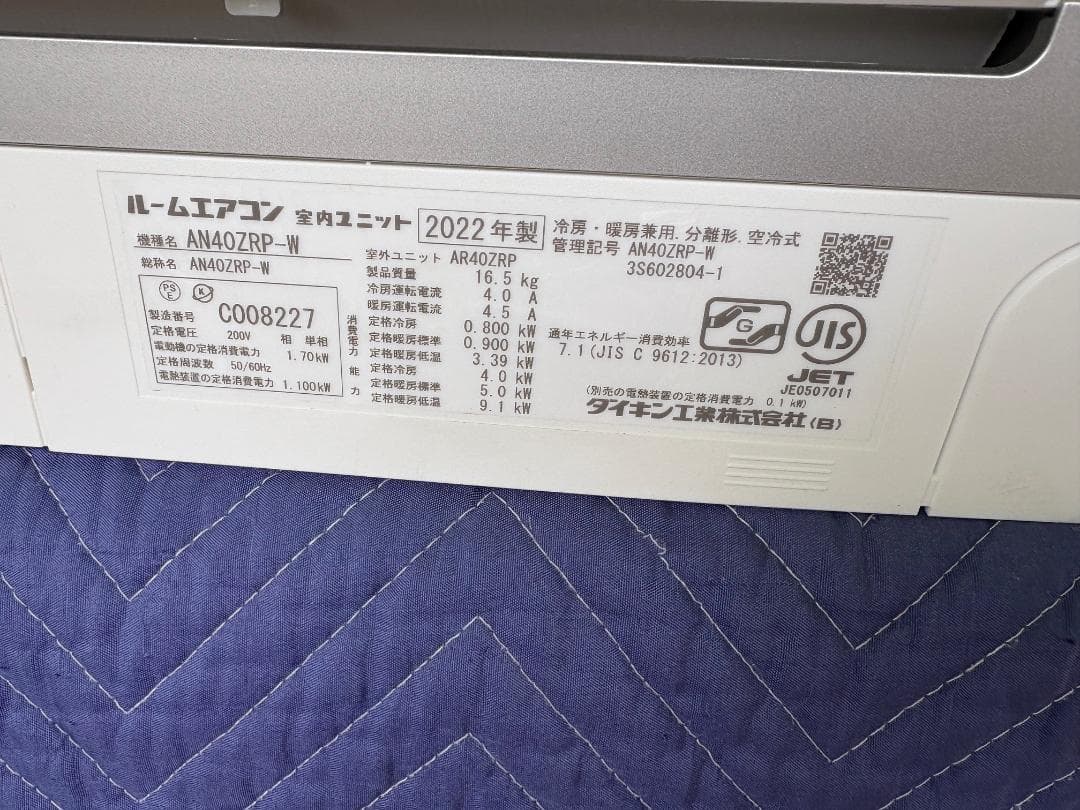 ルームエアコン 室内ユニット 2022年製 冷房・暖房兼用.分離形.空冷式
機種名 AN40ZRP-W
総称名 AN40ZRP-W
PS
E
製造番号 C008227
定格電圧 200V 相 単相
電動機の定格消費電力 1.70kW
定格周波数 50/60Hz
電熱装置の定格消費電力 1.100kW
室外ユニット AR40ZRP
製品質量 16.5 kg
冷房運転電流 4.0 A
暖房運転電流 4.5 A
消費電力
定格冷房 0.800 kW
定格暖房標準 0.900 kW
定格暖房低温 3.39 kW
能力
定格冷房 4.0 kW
定格暖房標準 5.0 kW
定格暖房低温 9.1 kW
管理記号 AN40ZRP-W
3S602804-1
G
JIS
通年エネルギー消費効率
7.1(JIS C 9612:2013)
JET
JE0507011
(別売の電熱装置の定格消費電力 0.1 kW)
ダイキン工業株式会社(B)